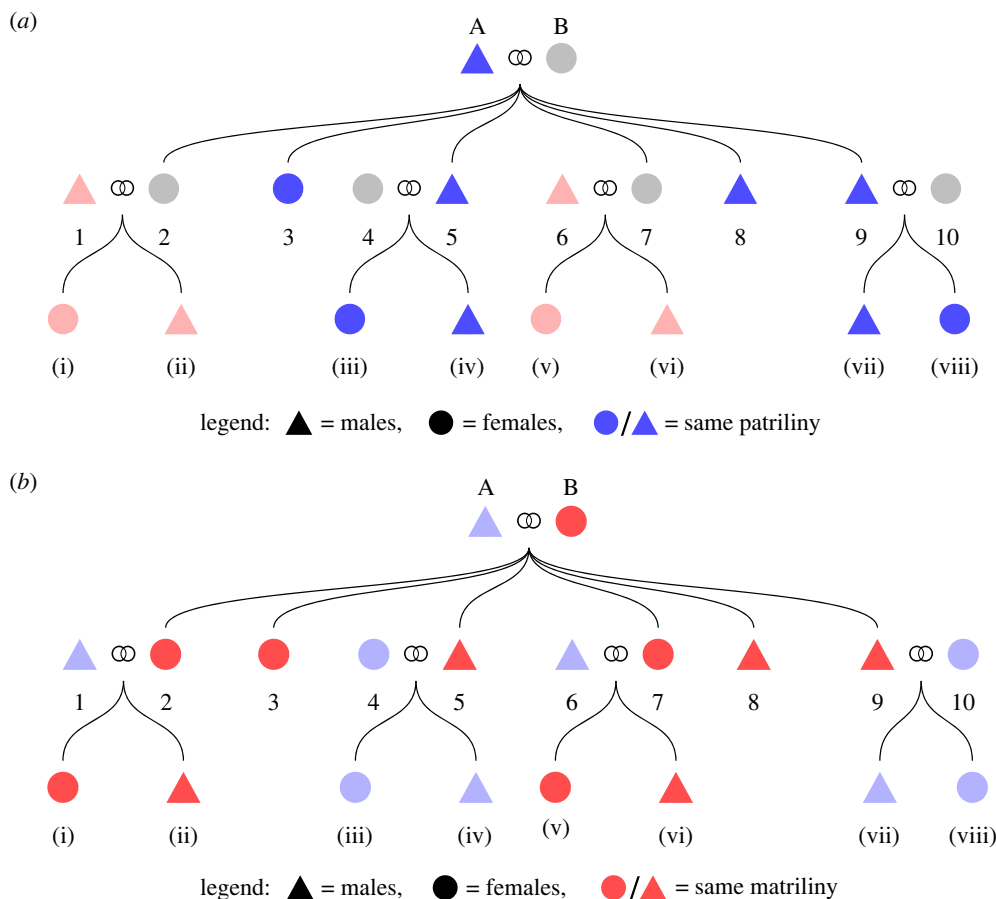 (a)
A B
1 2 3 4 5 6 7 8 9 10
(i) (ii) (iii) (iv) (v) (vi) (vii) (viii)
legend: = males, = females, / = same patriliny
(b)
A B
1 2 3 4 5 6 7 8 9 10
(i) (ii) (iii) (iv) (v) (vi) (vii) (viii)
legend: = males, = females, / = same matriliny